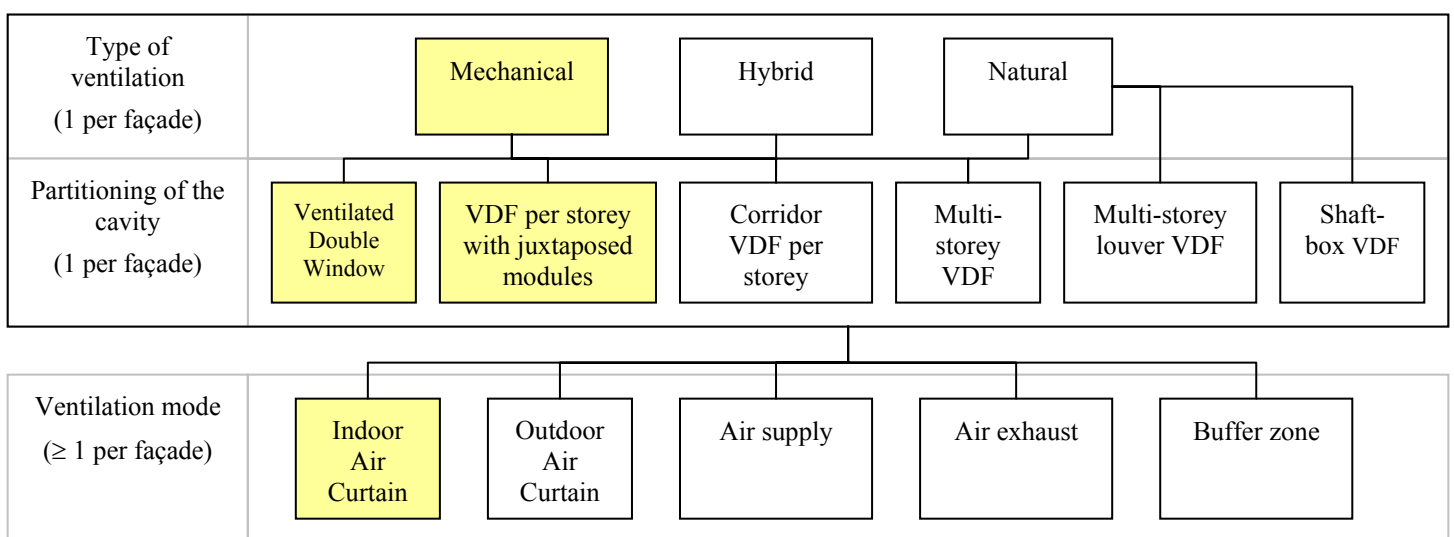 Type of
ventilation
(1 per façade)
Mechanical
Hybrid
Natural
Partitioning of the
cavity
(1 per façade)
Ventilated
Double
Window
VDF per storey
with juxtaposed
modules
Corridor
VDF per
storey
Multi-
storey
VDF
Multi-storey
louver VDF
Shaft-
box VDF
Ventilation mode
(≥ 1 per façade)
Indoor
Air
Curtain
Outdoor
Air
Curtain
Air supply
Air exhaust
Buffer zone